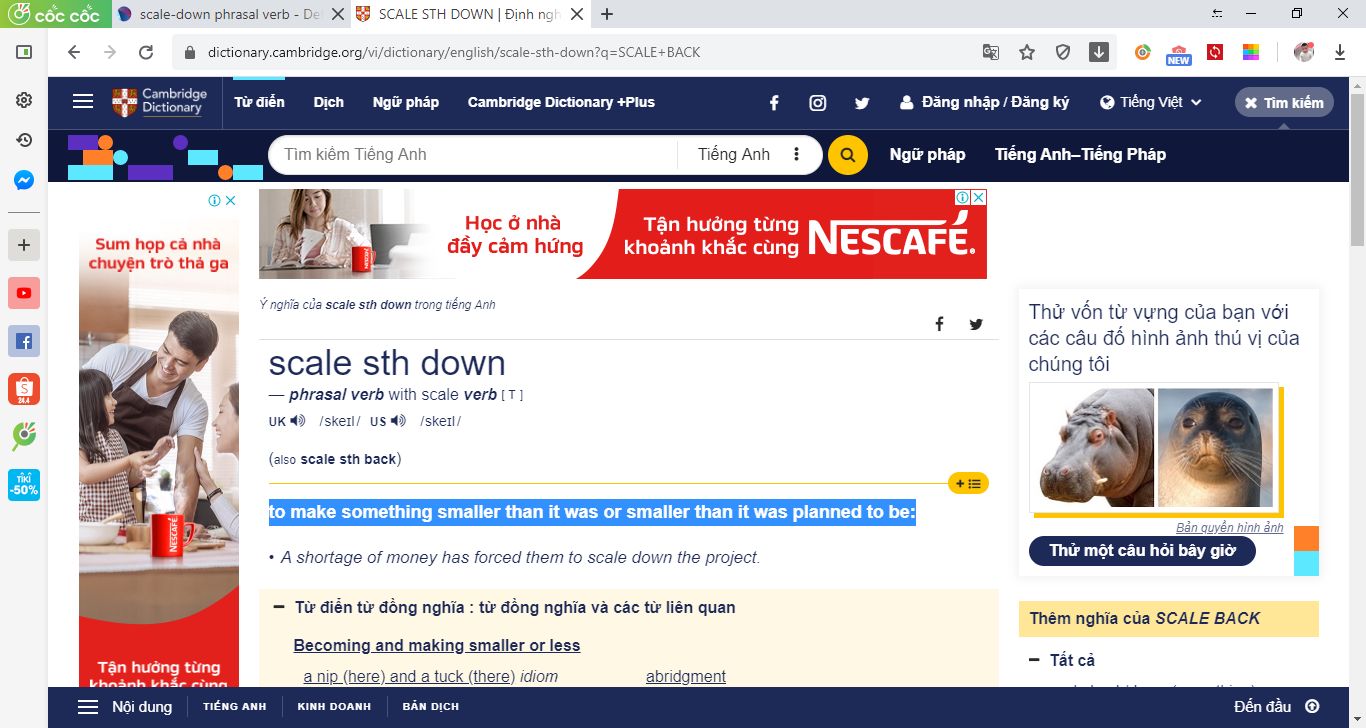 cốc cốc
scale-down phrasal verb - De
SCALE STH DOWN | Định ngh
dictionary.cambridge.org/vi/dictionary/english/scale-sth-down?q=SCALE+BACK
NEW
Cambridge
Dictionary
Từ điển
Dịch
Ngữ pháp
Cambridge Dictionary +Plus
Đăng nhập / Đăng ký
Tiếng Việt
Tìm kiếm
Tìm kiếm Tiếng Anh
Tiếng Anh
Ngữ pháp
Tiếng Anh–Tiếng Pháp
Sum họp cả nhà
chuyện trò thả ga
NESCAFÉ
Tận hưởng từng
khoảnh khắc cùng
Học ở nhà
đầy cảm hứng
Tận hưởng từng
khoảnh khắc cùng
NESCAFÉ.
24.4
TIKI
-50%
Ý nghĩa của scale sth down trong tiếng Anh
scale sth down
— phrasal verb with scale verb [ T ]
UK /skeɪl/ US /skeɪl/
(also scale sth back)
to make something smaller than it was or smaller than it was planned to be:
• A shortage of money has forced them to scale down the project.
Từ điển từ đồng nghĩa : từ đồng nghĩa và các từ liên quan
Becoming and making smaller or less
a nip (here) and a tuck (there) idiom
abridgment
Thử vốn từ vựng của bạn với
các câu đố hình ảnh thú vị của
chúng tôi
Bản quyền hình ảnh
Thử một câu hỏi bây giờ
Thêm nghĩa của SCALE BACK
Tất cả
Nội dung
TIẾNG ANH
KINH DOANH
BẢN DỊCH
Đến đầu